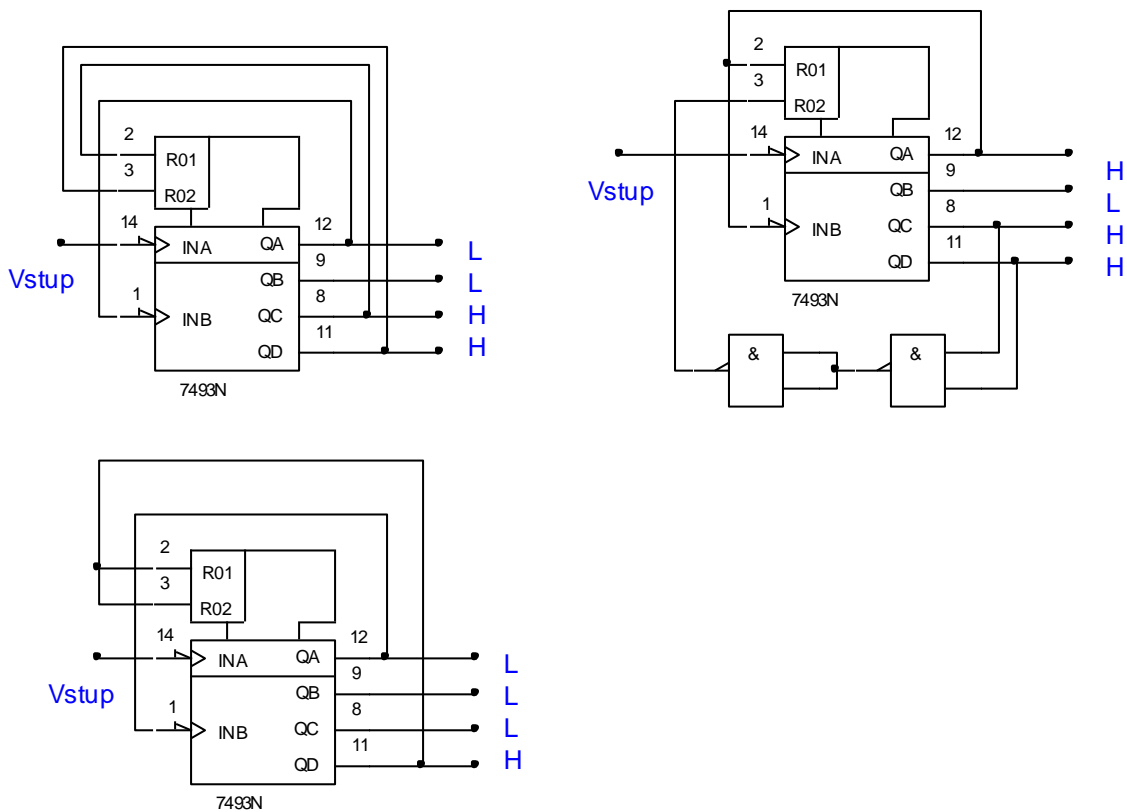 2
R01
3
R02
14
INA
QA
12
QB
9
1
INB
QC
8
QD
11
Vstup
L
L
H
H
7493N
2
R01
3
R02
14
INA
QA
12
QB
9
1
INB
QC
8
QD
11
Vstup
H
L
H
H
7493N
&
&
2
R01
3
R02
14
INA
QA
12
QB
9
1
INB
QC
8
QD
11
Vstup
L
L
L
H
7493N